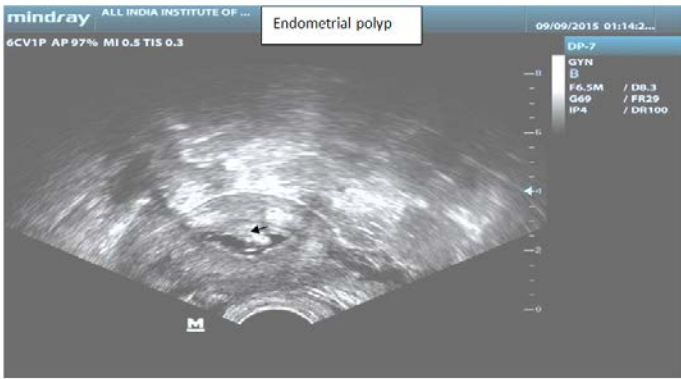 mindray ALL INDIA INSTITUTE OF ...
Endometrial polyp
09/09/2015 01:14:2...
6CV1P AP 97% MI 0.5 TIS 0.3
DP-7
GYN
B
F6.5M / D8.3
G69 / FR29
IP4 / DR100
8
6
4
2
0
M